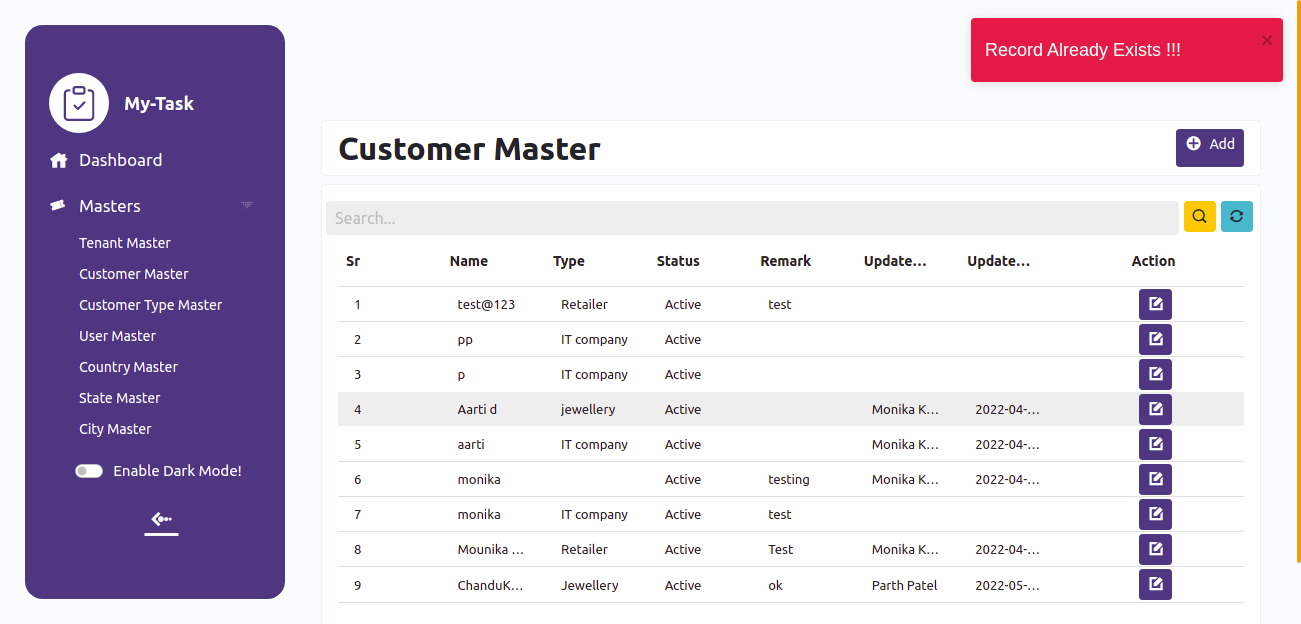 Record Already Exists !!!
×
My-Task
Dashboard
Masters
Tenant Master
Customer Master
Customer Type Master
User Master
Country Master
State Master
City Master
Enable Dark Mode!
Customer Master
Add
Search...
Sr Name Type Status Remark Update... Update... Action
1 test@123 Retailer Active test
2 pp IT company Active
3 p IT company Active
4 Aarti d jewellery Active Monika K... 2022-04-...
5 aarti IT company Active Monika K... 2022-04-...
6 monika Active testing Monika K... 2022-04-...
7 monika IT company Active test
8 Mounika ... Retailer Active Test Monika K... 2022-04-...
9 ChanduK... Jewellery Active ok Parth Patel 2022-05-...